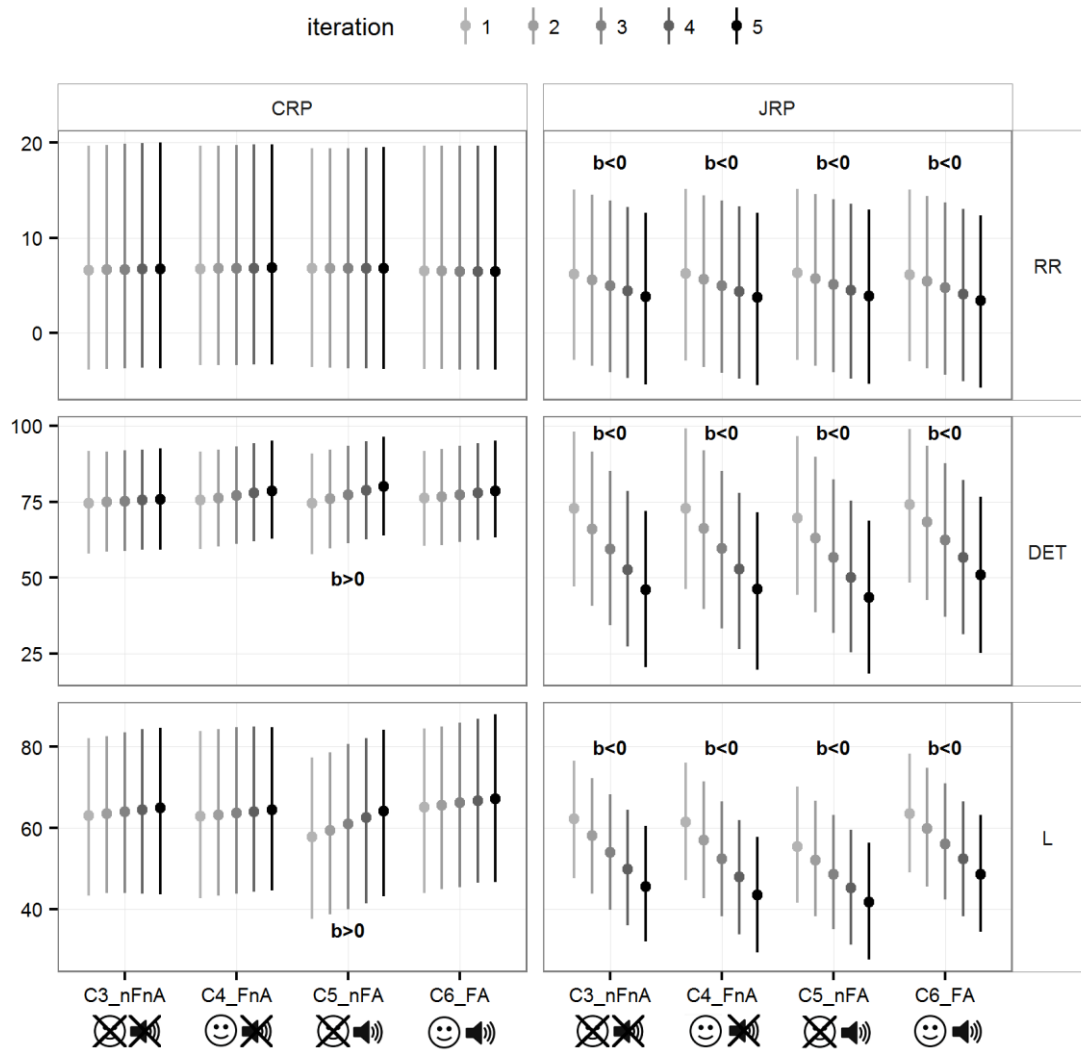 iteration 1 2 3 4 5
CRP JRP
20
10
0
b<0 b<0 b<0 b<0
RR
100
75
50
25
b>0
b<0 b<0 b<0 b<0
DET
80
60
40
b>0
b<0 b<0 b<0 b<0
L
C3_nFnA C4_FnA C5_nFA C6_FA C3_nFnA C4_FnA C5_nFA C6_FA